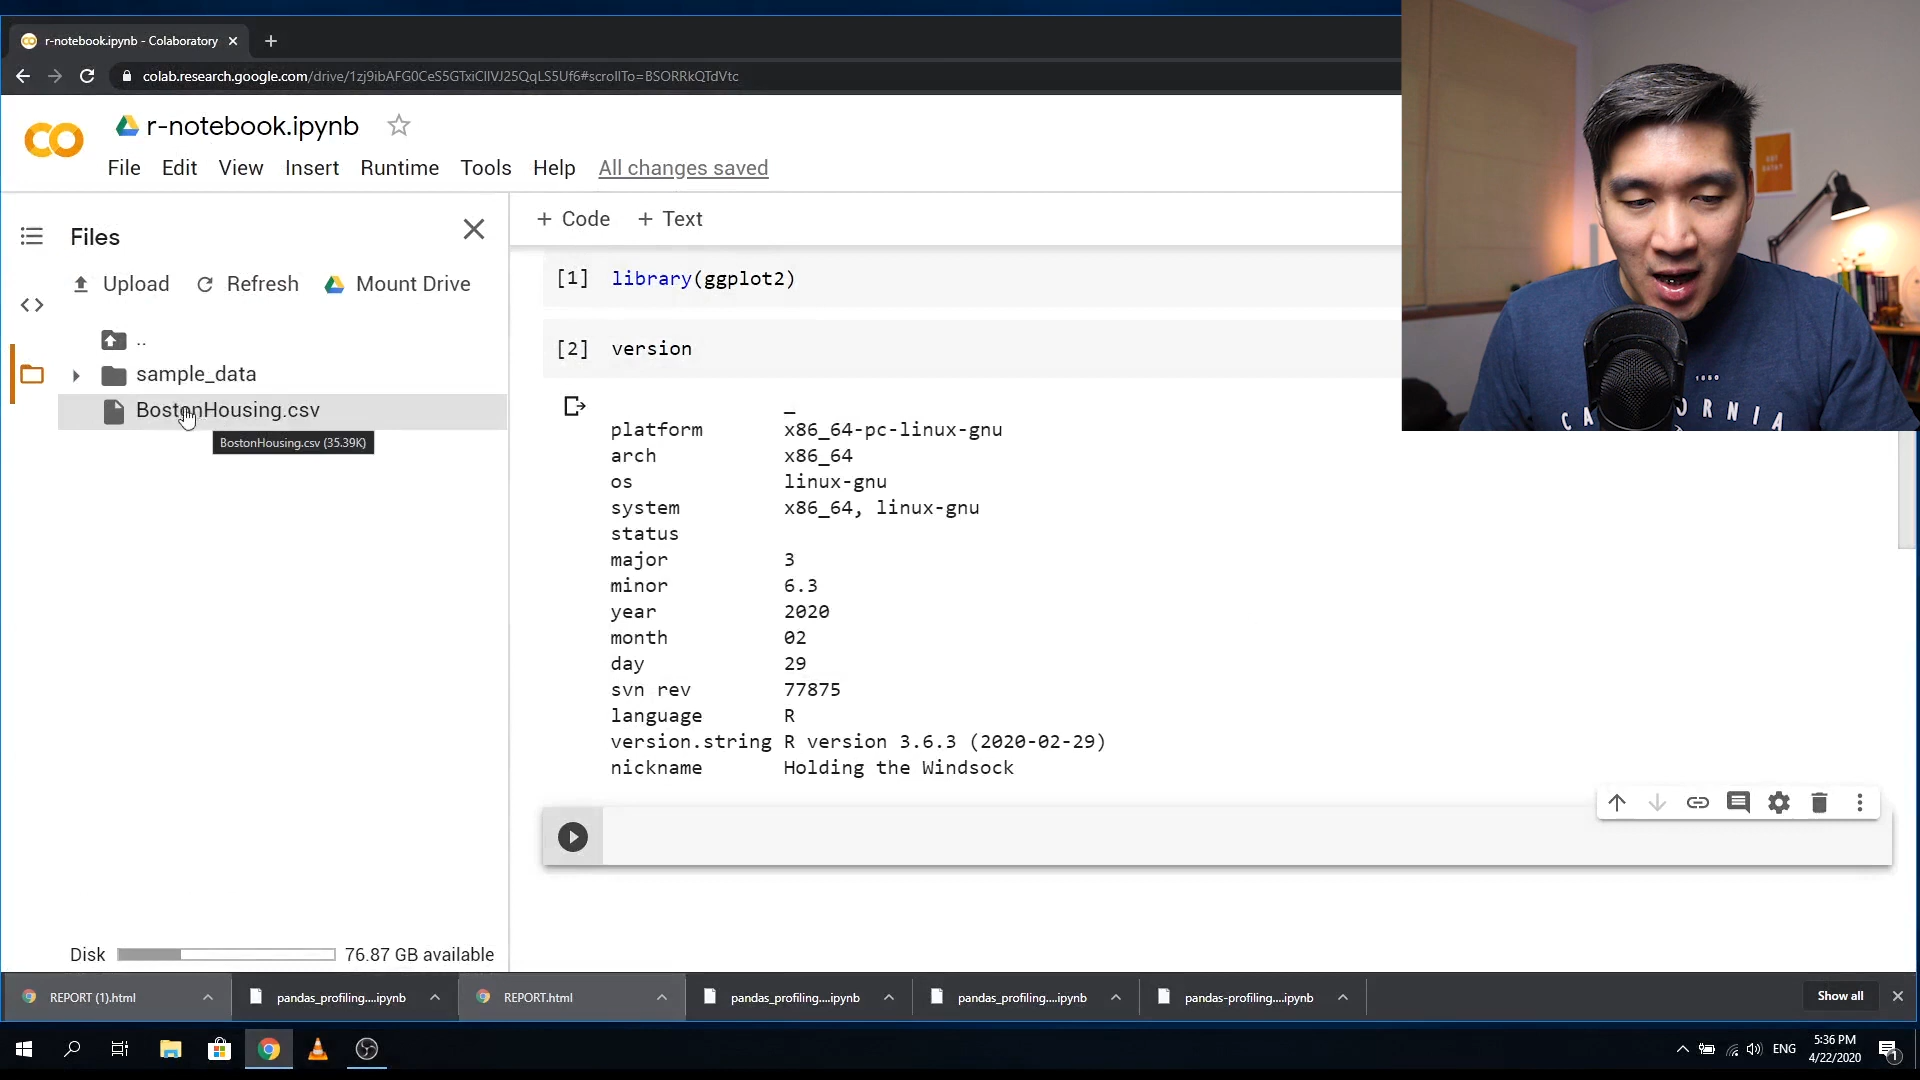 r-notebook.ipynb - Colaboratory
colab.research.google.com/drive/1zj9ibAFG0CeS5GTxiCllVJ25QqLS5Uf6#scrollTo=BSORRkQTdVtc
r-notebook.ipynb
File Edit View Insert Runtime Tools Help All changes saved
Files
Upload Refresh Mount Drive
..
sample_data
BostonHousing.csv
BostonHousing.csv (35.39K)
Disk 76.87 GB available
+ Code + Text
[1] library(ggplot2)
[2] version
_
platform x86_64-pc-linux-gnu
arch x86_64
os linux-gnu
system x86_64, linux-gnu
status
major 3
minor 6.3
year 2020
month 02
day 29
svn rev 77875
language R
version.string R version 3.6.3 (2020-02-29)
nickname Holding the Windsock
1850
REPORT (1).html pandas_profiling....ipynb REPORT.html pandas_profiling....ipynb pandas_profiling....ipynb pandas-profiling....ipynb Show all
ENG 5:36 PM
4/22/2020
1